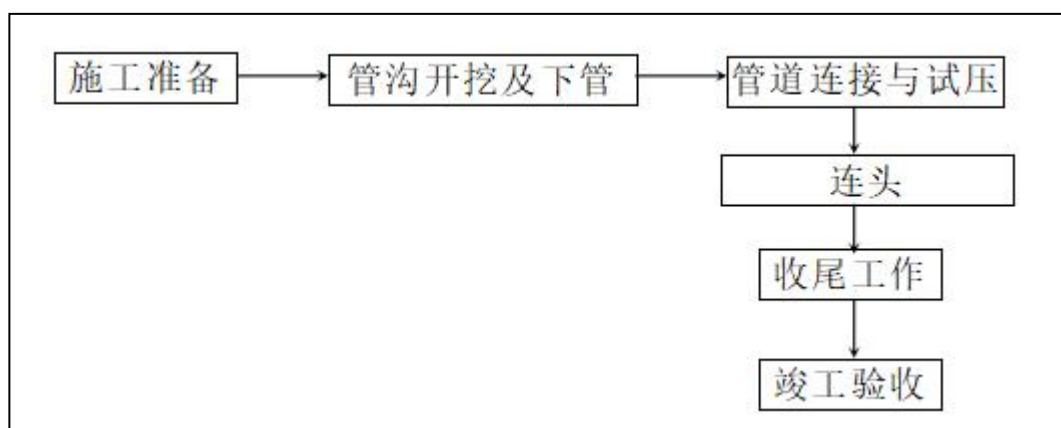 施工准备
管沟开挖及下管
管道连接与试压
连头
收尾工作
竣工验收